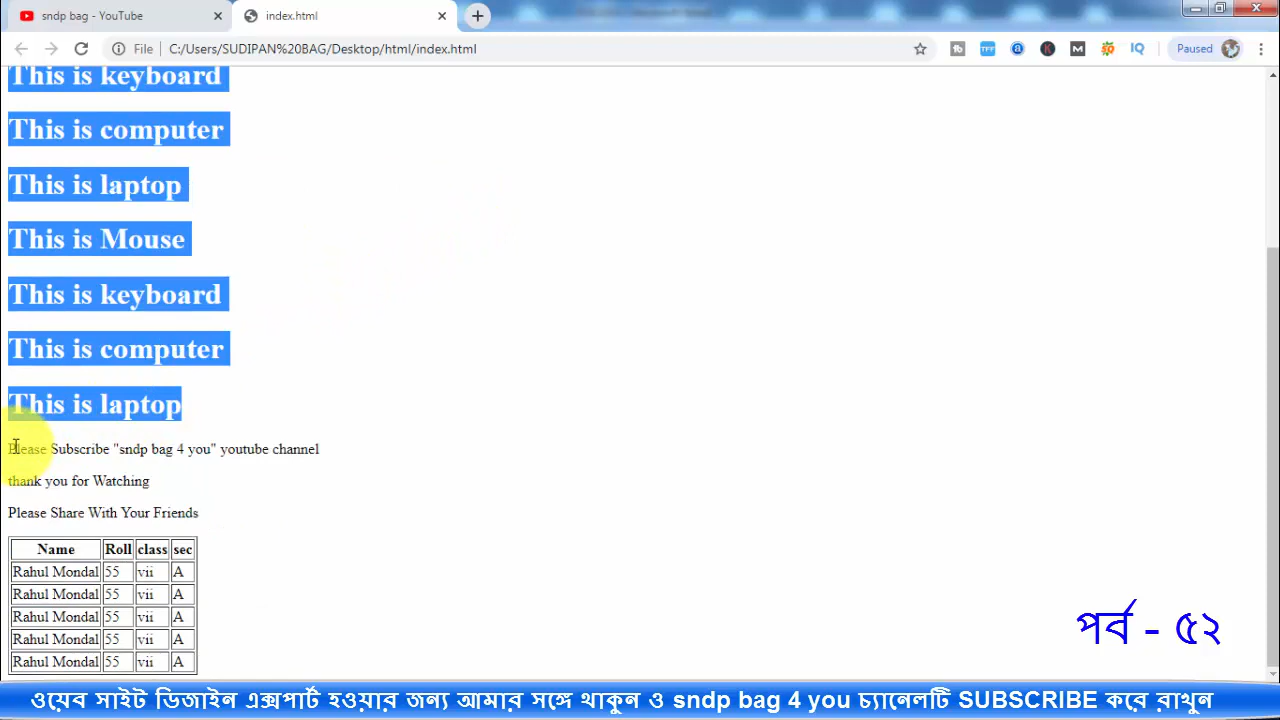 sndp bag - YouTube
index.html
File
C:/Users/SUDIPAN%20BAG/Desktop/html/index.html
Paused
This is keyboard
This is computer
This is laptop
This is Mouse
This is keyboard
This is computer
This is laptop
Please Subscribe "sndp bag 4 you" youtube channel
thank you for Watching
Please Share With Your Friends
Name Roll class sec
Rahul Mondal 55 vii A
Rahul Mondal 55 vii A
Rahul Mondal 55 vii A
Rahul Mondal 55 vii A
Rahul Mondal 55 vii A
পর্ব - ৫২
ওয়েব সাইট ডিজাইন এক্সপার্ট হওয়ার জন্য আমার সঙ্গে থাকুন ও sndp bag 4 you চ্যানেলটি SUBSCRIBE করে রাখুন